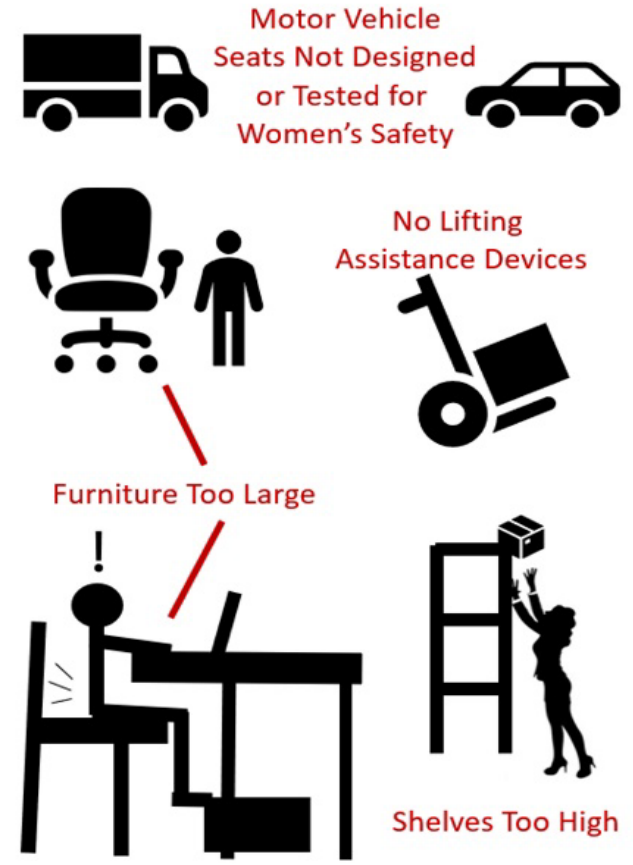 Motor Vehicle
Seats Not Designed
or Tested for
Women's Safety
No Lifting
Assistance Devices
Furniture Too Large
!
Shelves Too High